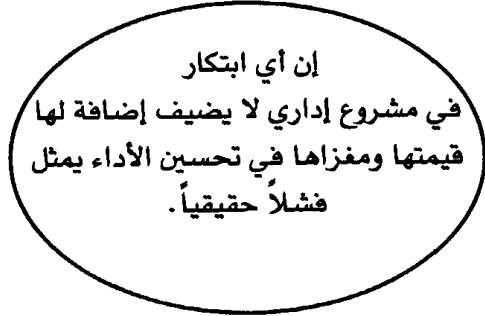 إن أي ابتكار
في مشروع إداري لا يضيف إضافة لها
قيمتها ومغزاها في تحسين الأداء يمثل
فشلاً حقيقياً.